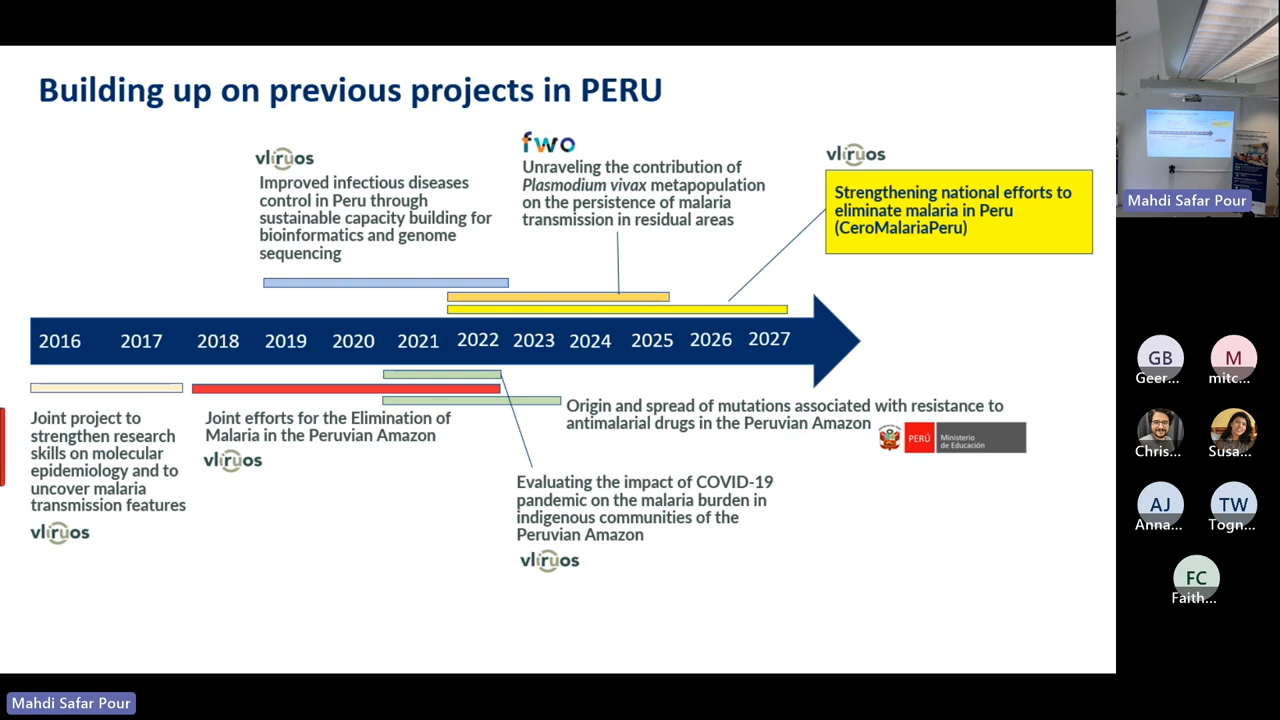 Building up on previous projects in PERU
vliruos
Improved infectious diseases
control in Peru through
sustainable capacity building for
bioinformatics and genome
sequencing
fwo
Unraveling the contribution of
Plasmodium vivax metapopulation
on the persistence of malaria
transmission in residual areas
vliruos
Strengthening national efforts to
eliminate malaria in Peru
(CeroMalariaPeru)
2016 2017 2018 2019 2020 2021 2022 2023 2024 2025 2026 2027
Joint project to
strengthen research
skills on molecular
epidemiology and to
uncover malaria
transmission features
vliruos
Joint efforts for the Elimination of
Malaria in the Peruvian Amazon
vliruos
Origin and spread of mutations associated with resistance to
antimalarial drugs in the Peruvian Amazon
PERÚ
Ministerio
de Educación
Evaluating the impact of COVID-19
pandemic on the malaria burden in
indigenous communities of the
Peruvian Amazon
vliruos
Mahdi Safar Pour
GB
Geer...
M
mitc...
Chris...
Susa...
AJ
Anna...
TW
Togn...
FC
Faith...
Mahdi Safar Pour